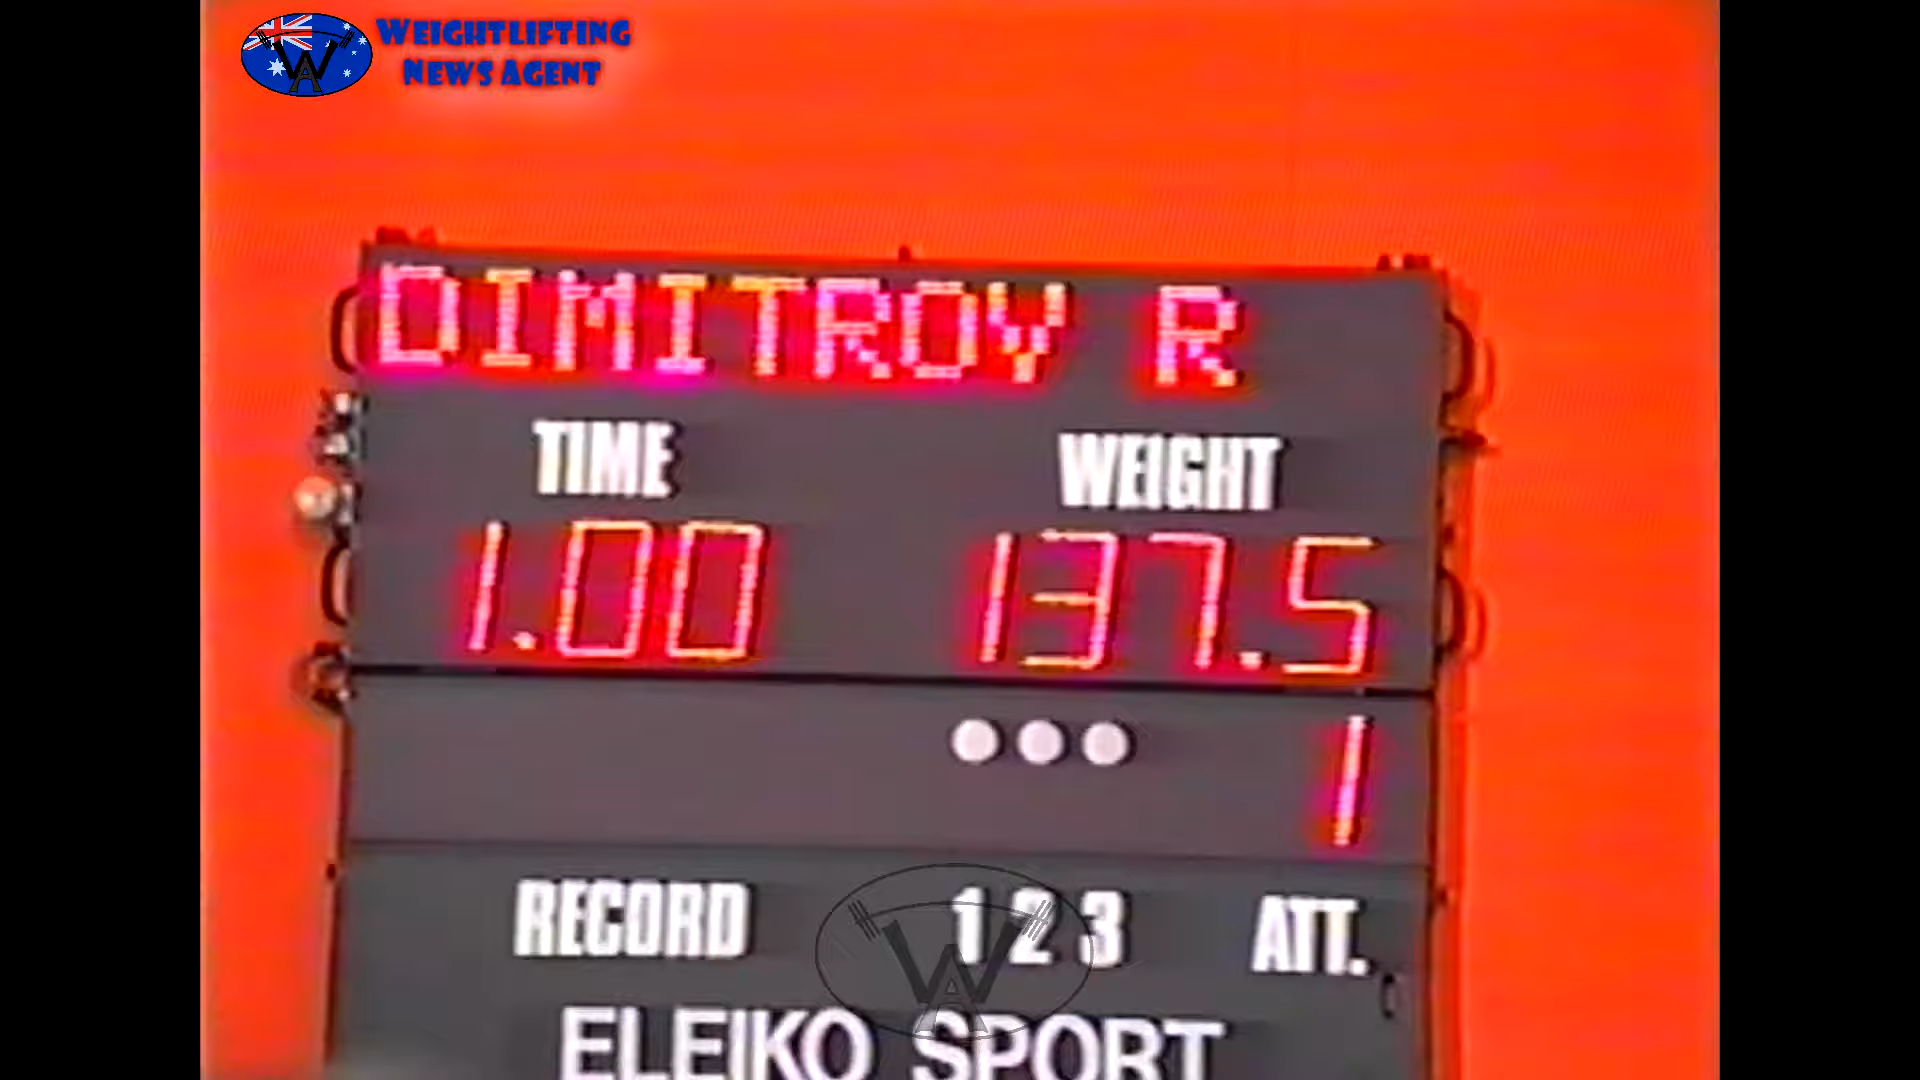 WEIGHTLIFTING
NEWS AGENT
DIMITROV R
TIME WEIGHT
1.00 137.5
1
RECORD 1 2 3 ATT.
ELEIKO SPORT